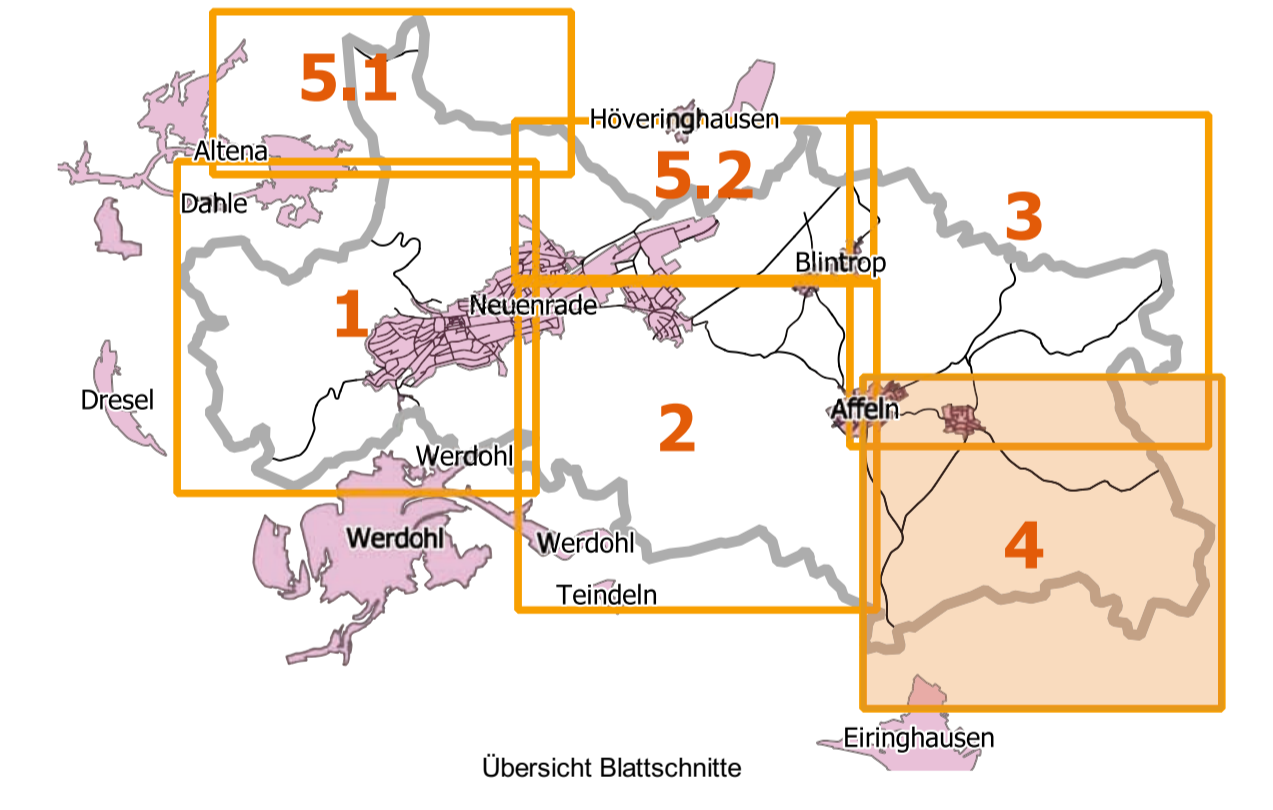 5.1
Höveringhausen
Altena
5.2
Dahle
3
Blintrop
Neuenrade
1
Dresel
Affeln
2
Werdohl
Werdohl
Werdohl
4
Teindeln
Eiringhausen
Übersicht Blattschnitte